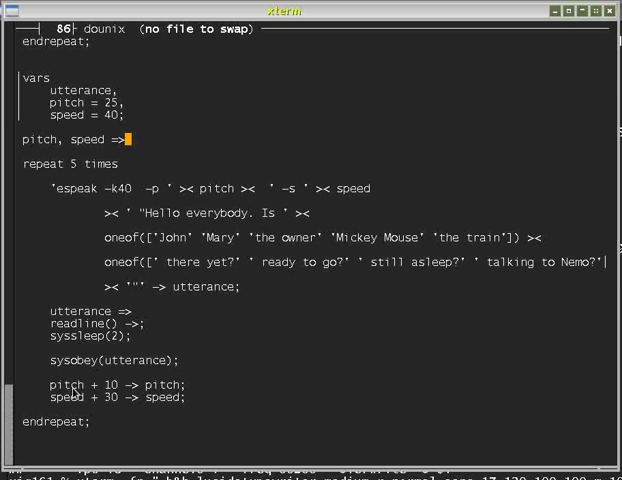 xterm
86 dounix (no file to swap)
endrepeat;
vars
utterance,
pitch = 25,
speed = 40;
pitch, speed =>
repeat 5 times
'espeak -k40 -p ' >< pitch >< ' -s ' >< speed
>< ' "Hello everybody. Is ' ><
oneof(['John' 'Mary' 'the owner' 'Mickey Mouse' 'the train']) ><
oneof([' there yet?' ' ready to go?' ' still asleep?' ' talking to Nemo?'
>< '"' -> utterance;
utterance =>
readline() ->;
syssleep(2);
sysobey(utterance);
pitch + 10 -> pitch;
speed + 30 -> speed;
endrepeat;